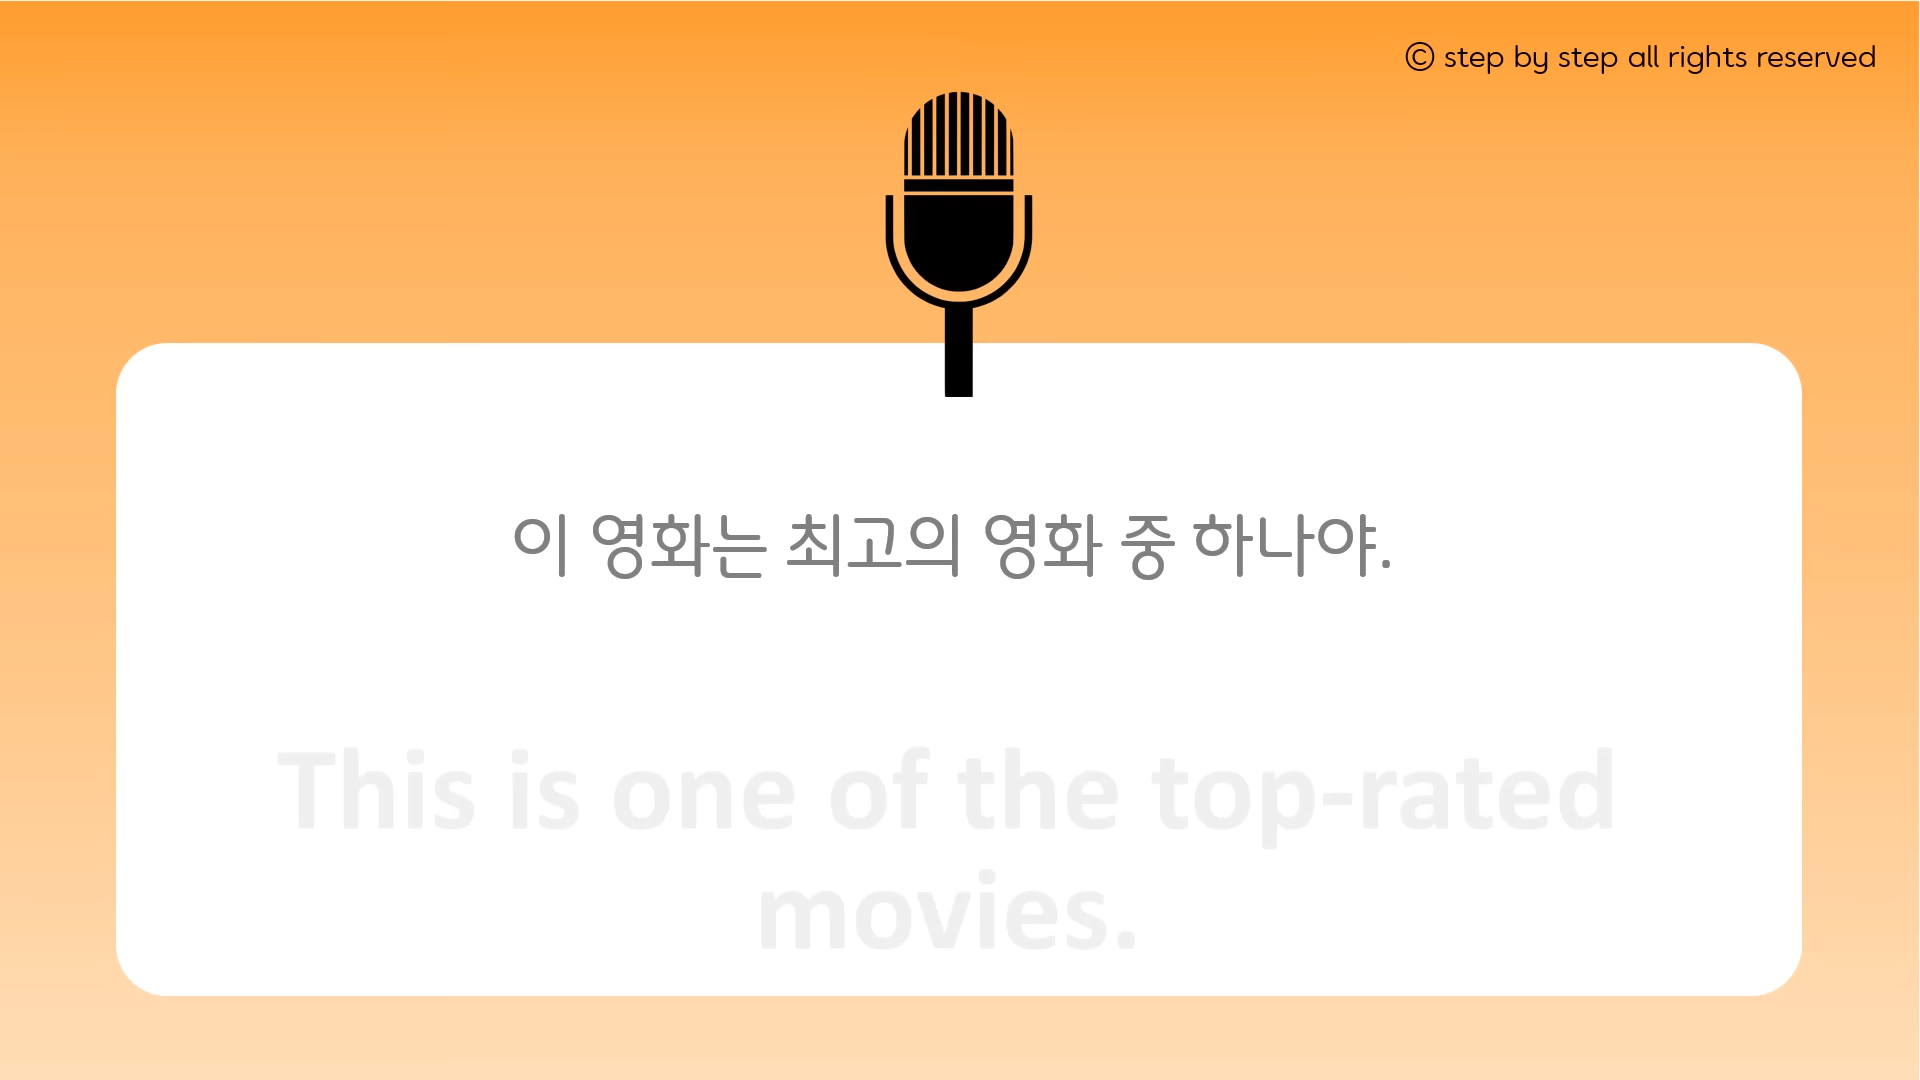 © step by step all rights reserved
이 영화는 최고의 영화 중 하나야.
This is one of the top-rated
movies.